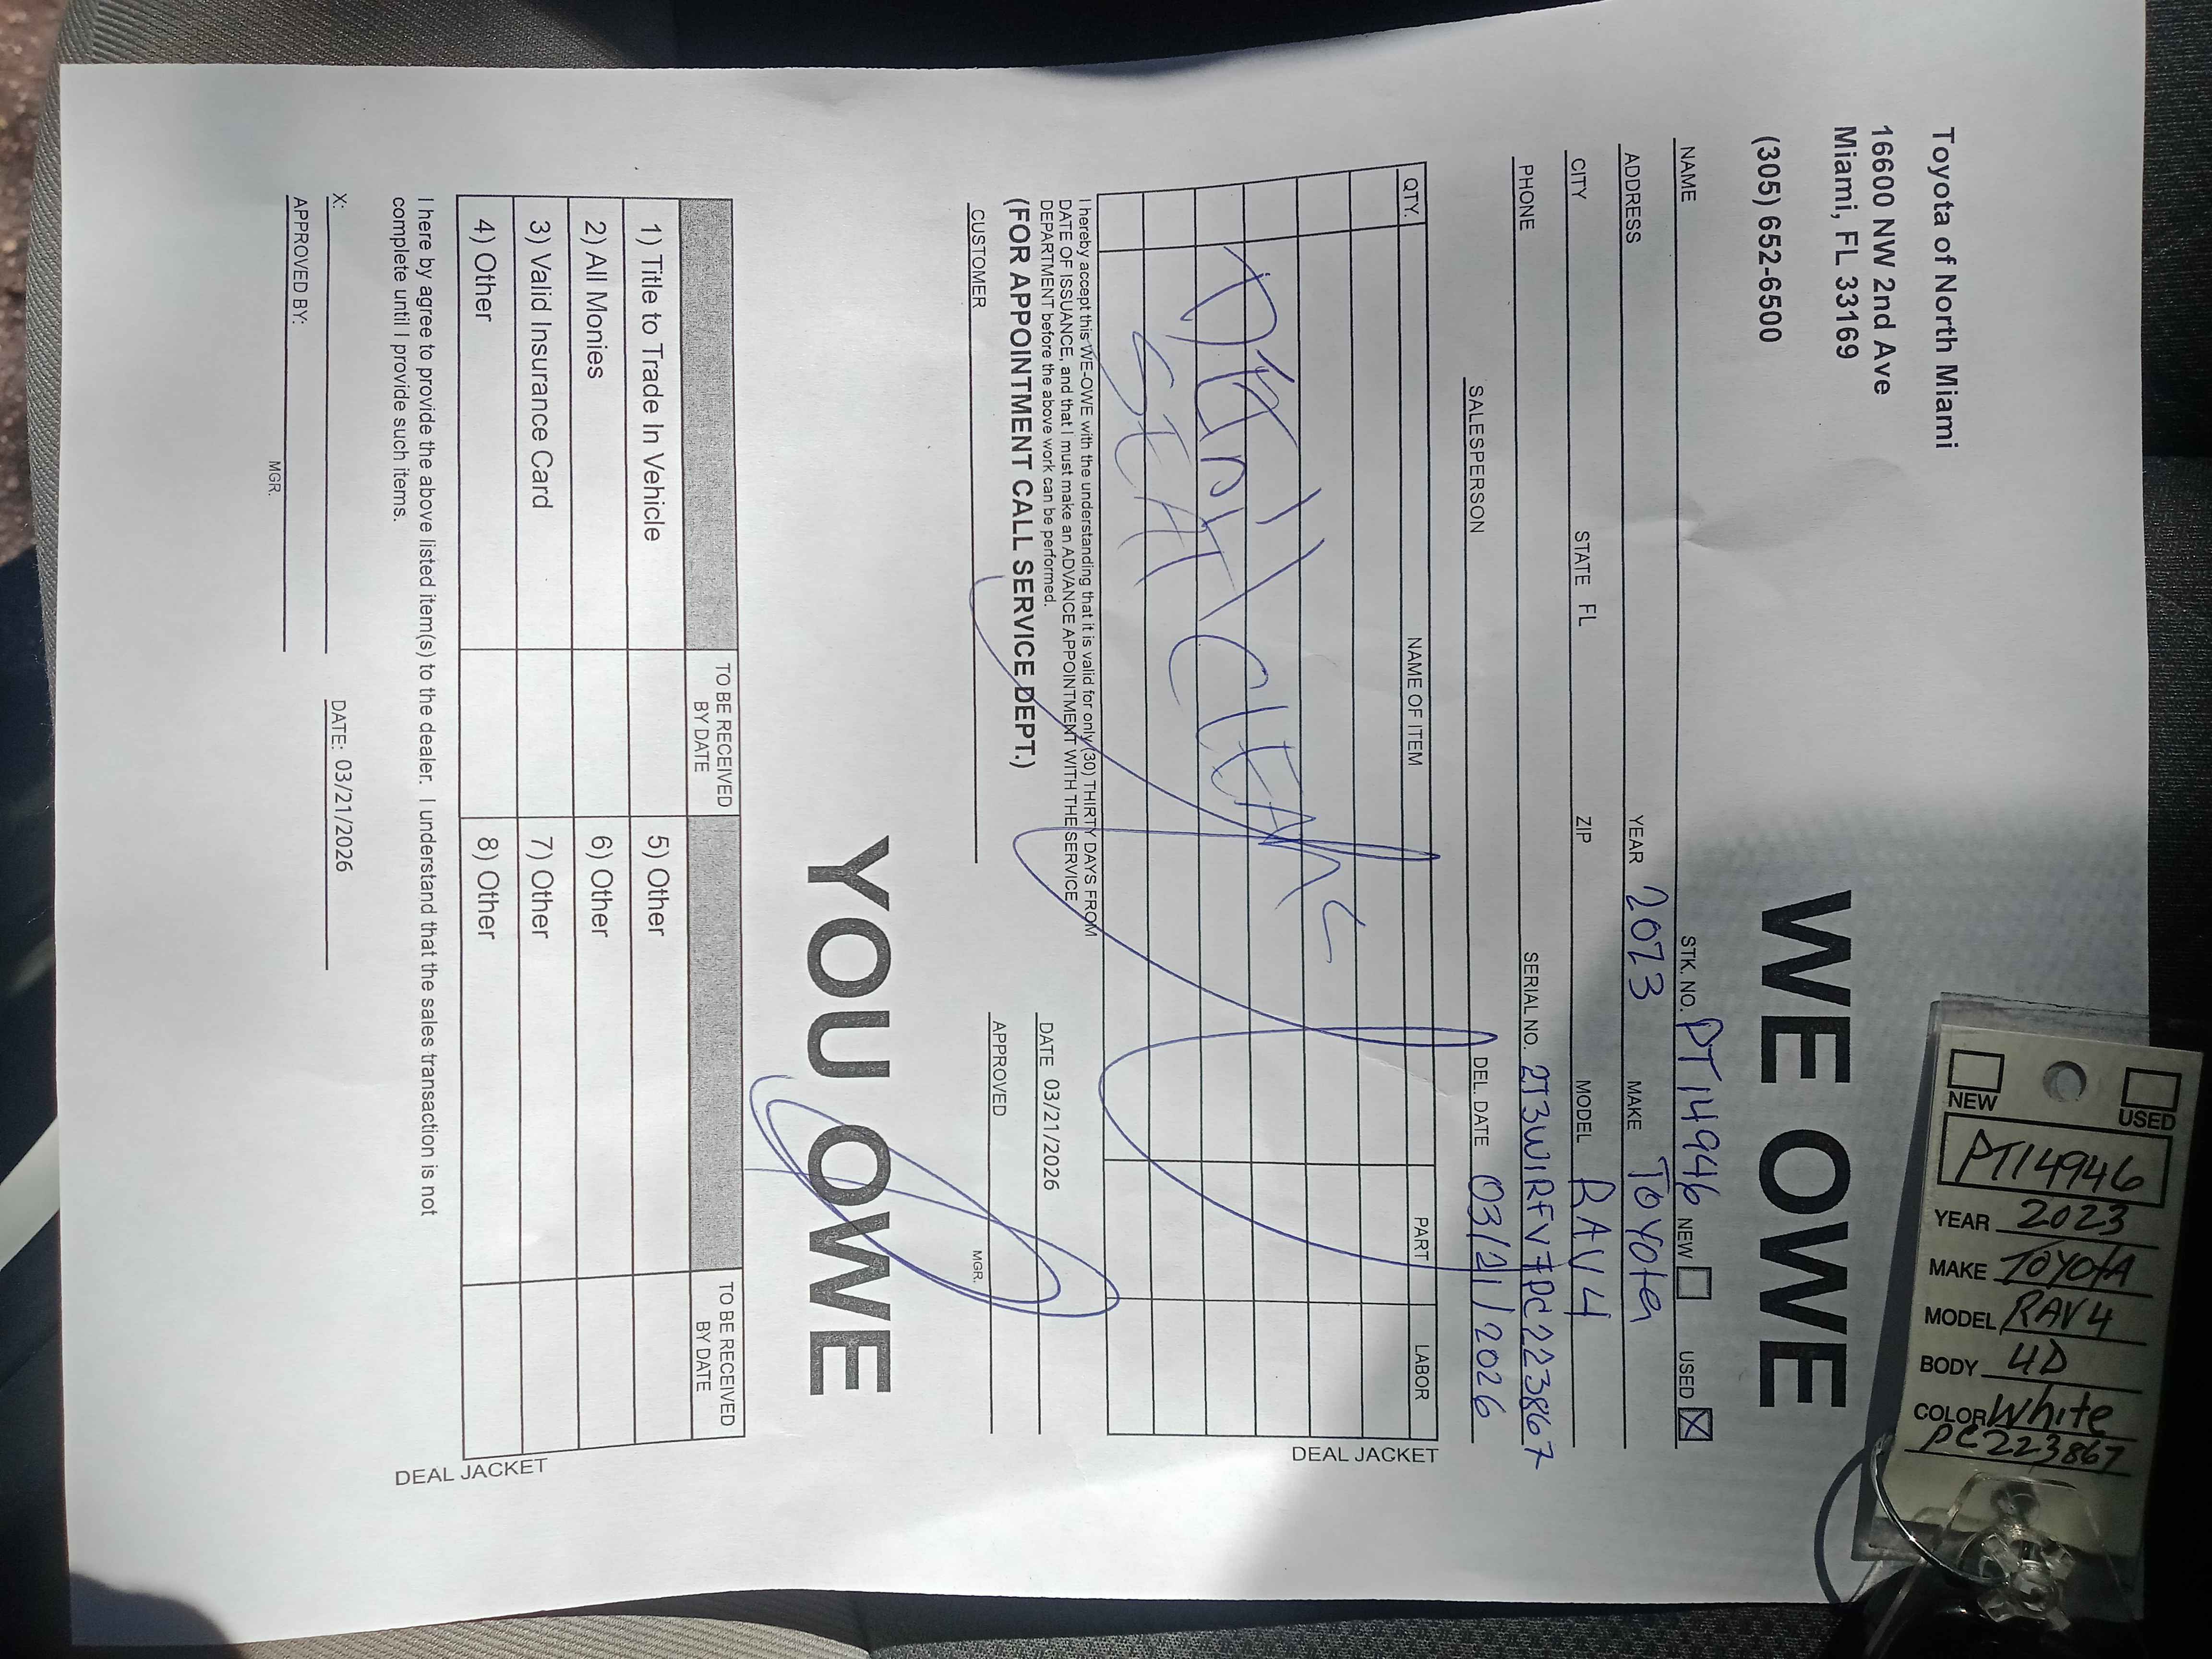 Toyota of North Miami
16600 NW 2nd Ave
Miami, FL 33169
(305) 652-6500
WE OWE
NAME STK. NO. PT14946 NEW USED X
ADDRESS YEAR 2023 MAKE Toyota
CITY STATE FL ZIP MODEL RAV4
PHONE SERIAL NO. 2T3W1RFV7PC223867
SALESPERSON DEL. DATE 03/21/2026
QTY. NAME OF ITEM PART LABOR
CLEAN
SEAT
DEAL JACKET
I hereby accept this WE-OWE with the understanding that it is valid for only (30) THIRTY DAYS FROM
DATE OF ISSUANCE, and that I must make an ADVANCE APPOINTMENT WITH THE SERVICE
DEPARTMENT before the above work can be performed.
(FOR APPOINTMENT CALL SERVICE DEPT.)
DATE 03/21/2026
CUSTOMER APPROVED MGR.
YOU OWE
TO BE RECEIVED BY DATE TO BE RECEIVED BY DATE
1) Title to Trade In Vehicle 5) Other
2) All Monies 6) Other
3) Valid Insurance Card 7) Other
4) Other 8) Other
DEAL JACKET
I here by agree to provide the above listed item(s) to the dealer. I understand that the sales transaction is not
complete until I provide such items.
X: DATE: 03/21/2026
APPROVED BY:
MGR.
NEW USED
PT14946
YEAR 2023
MAKE TOYOTA
MODEL RAV4
BODY 4D
COLOR White
PC223867